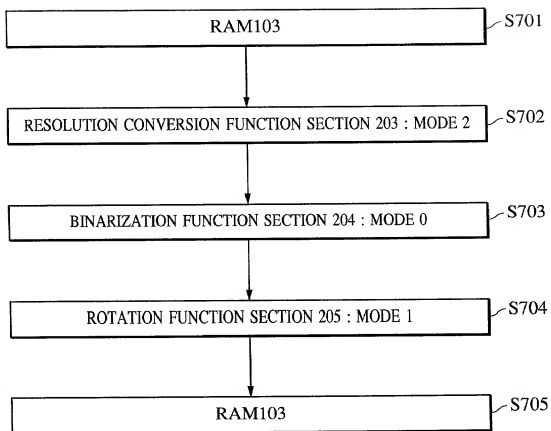 RAM103
S701
RESOLUTION CONVERSION FUNCTION SECTION 203 : MODE 2
S702
BINARIZATION FUNCTION SECTION 204 : MODE 0
S703
ROTATION FUNCTION SECTION 205 : MODE 1
S704
RAM103
S705